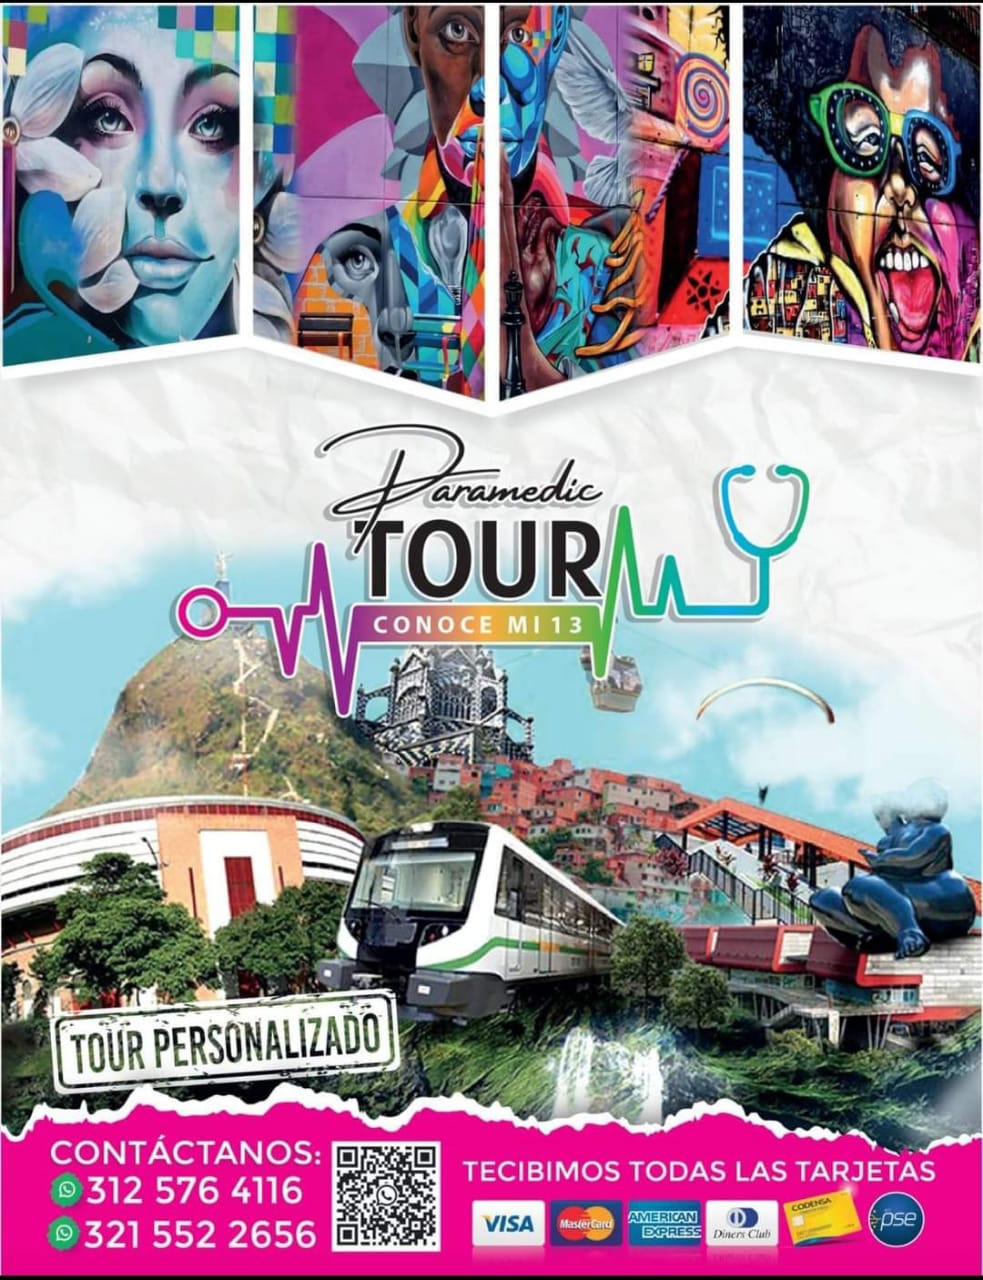 Paramedic
TOUR
CONOCE MI 13
TOUR PERSONALIZADO
CONTÁCTANOS:
312 576 4116
321 552 2656
TECIBIMOS TODAS LAS TARJETAS
VISA
MasterCard
AMERICAN
EXPRESS
Diners Club
CODENSA
pse